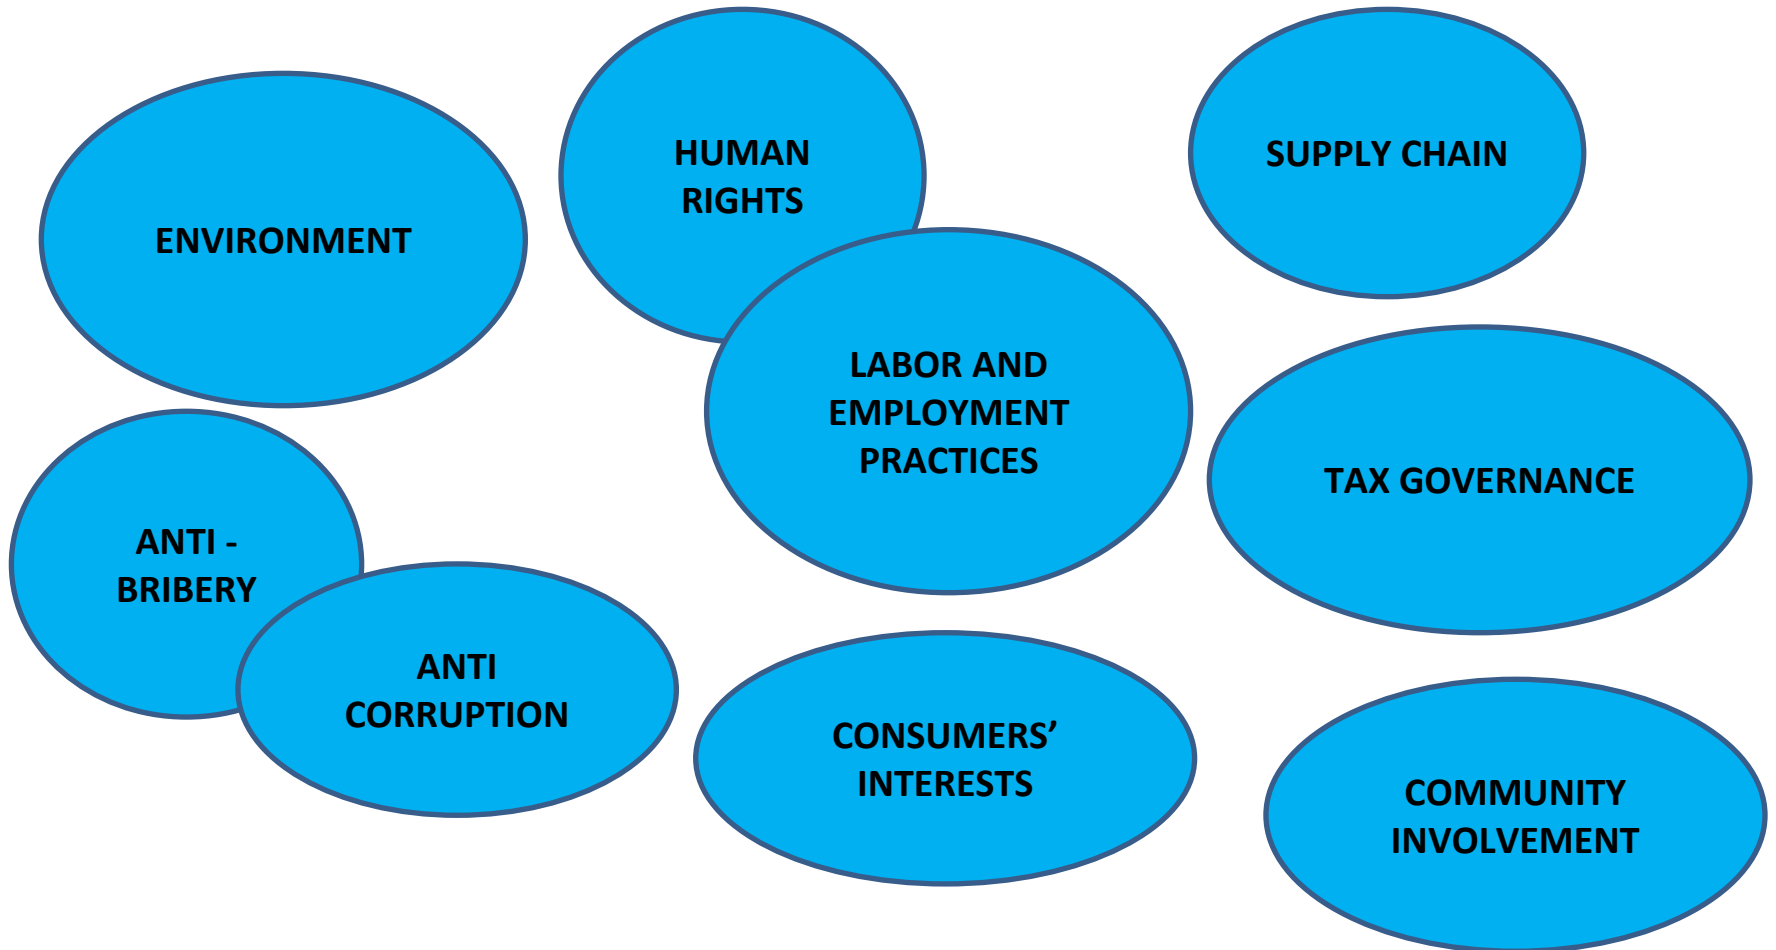 ENVIRONMENT
HUMAN
RIGHTS
SUPPLY CHAIN
LABOR AND
EMPLOYMENT
PRACTICES
TAX GOVERNANCE
ANTI -
BRIBERY
ANTI
CORRUPTION
CONSUMERS’
INTERESTS
COMMUNITY
INVOLVEMENT